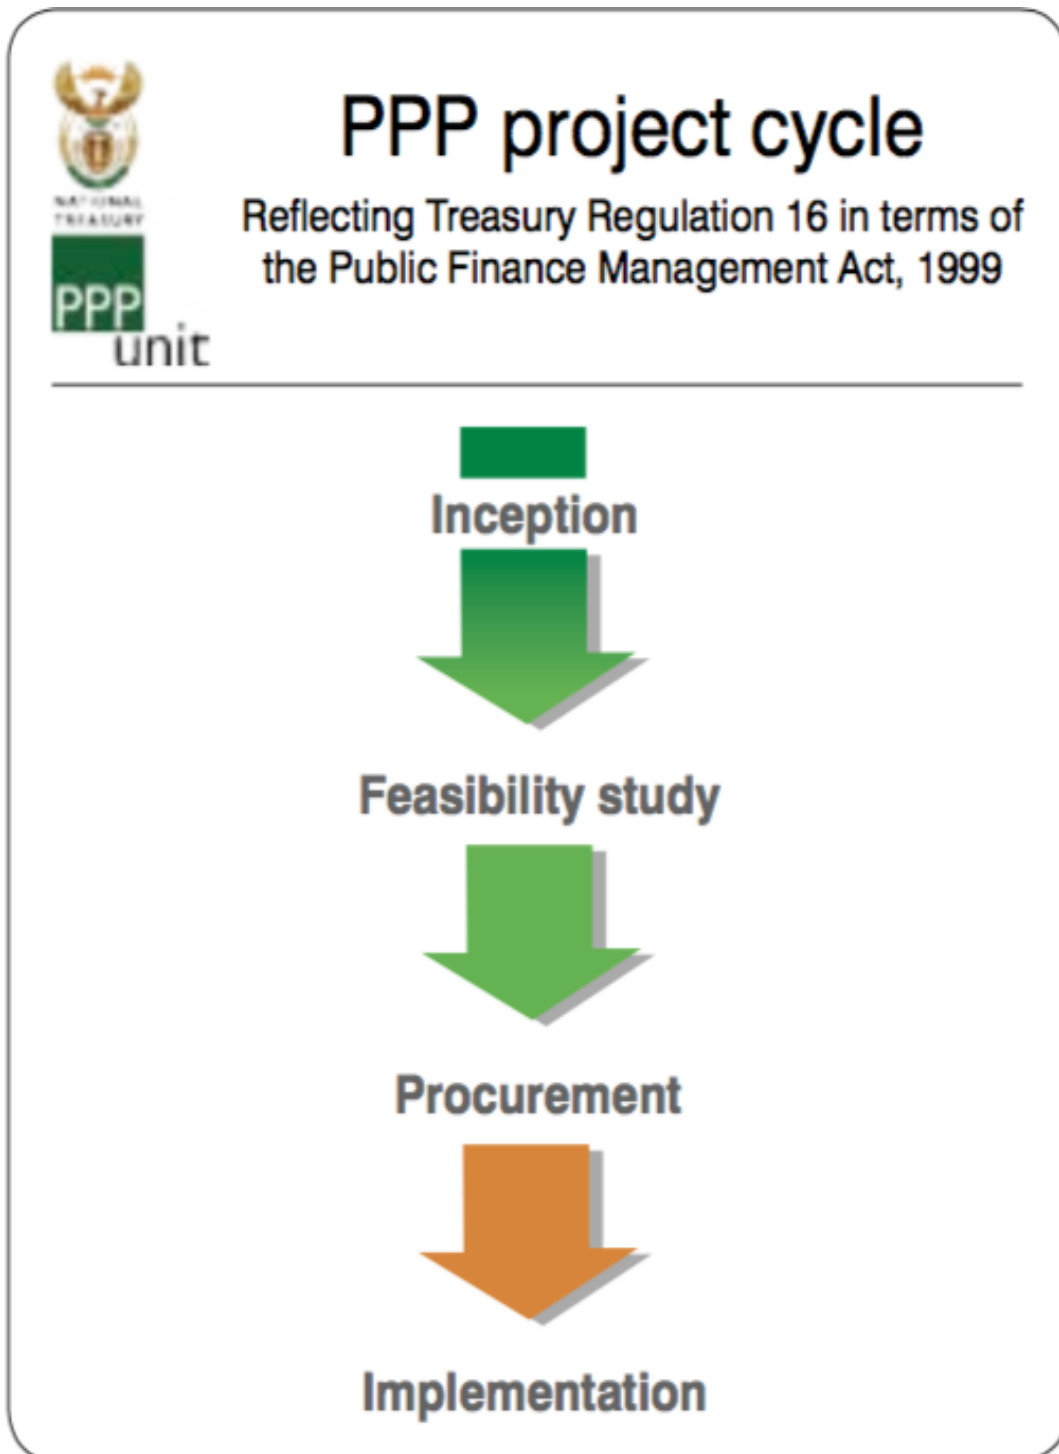 PPP project cycle
Reflecting Treasury Regulation 16 in terms of
the Public Finance Management Act, 1999
NATIONAL
TREASURY
PPP
unit
Inception
Feasibility study
Procurement
Implementation